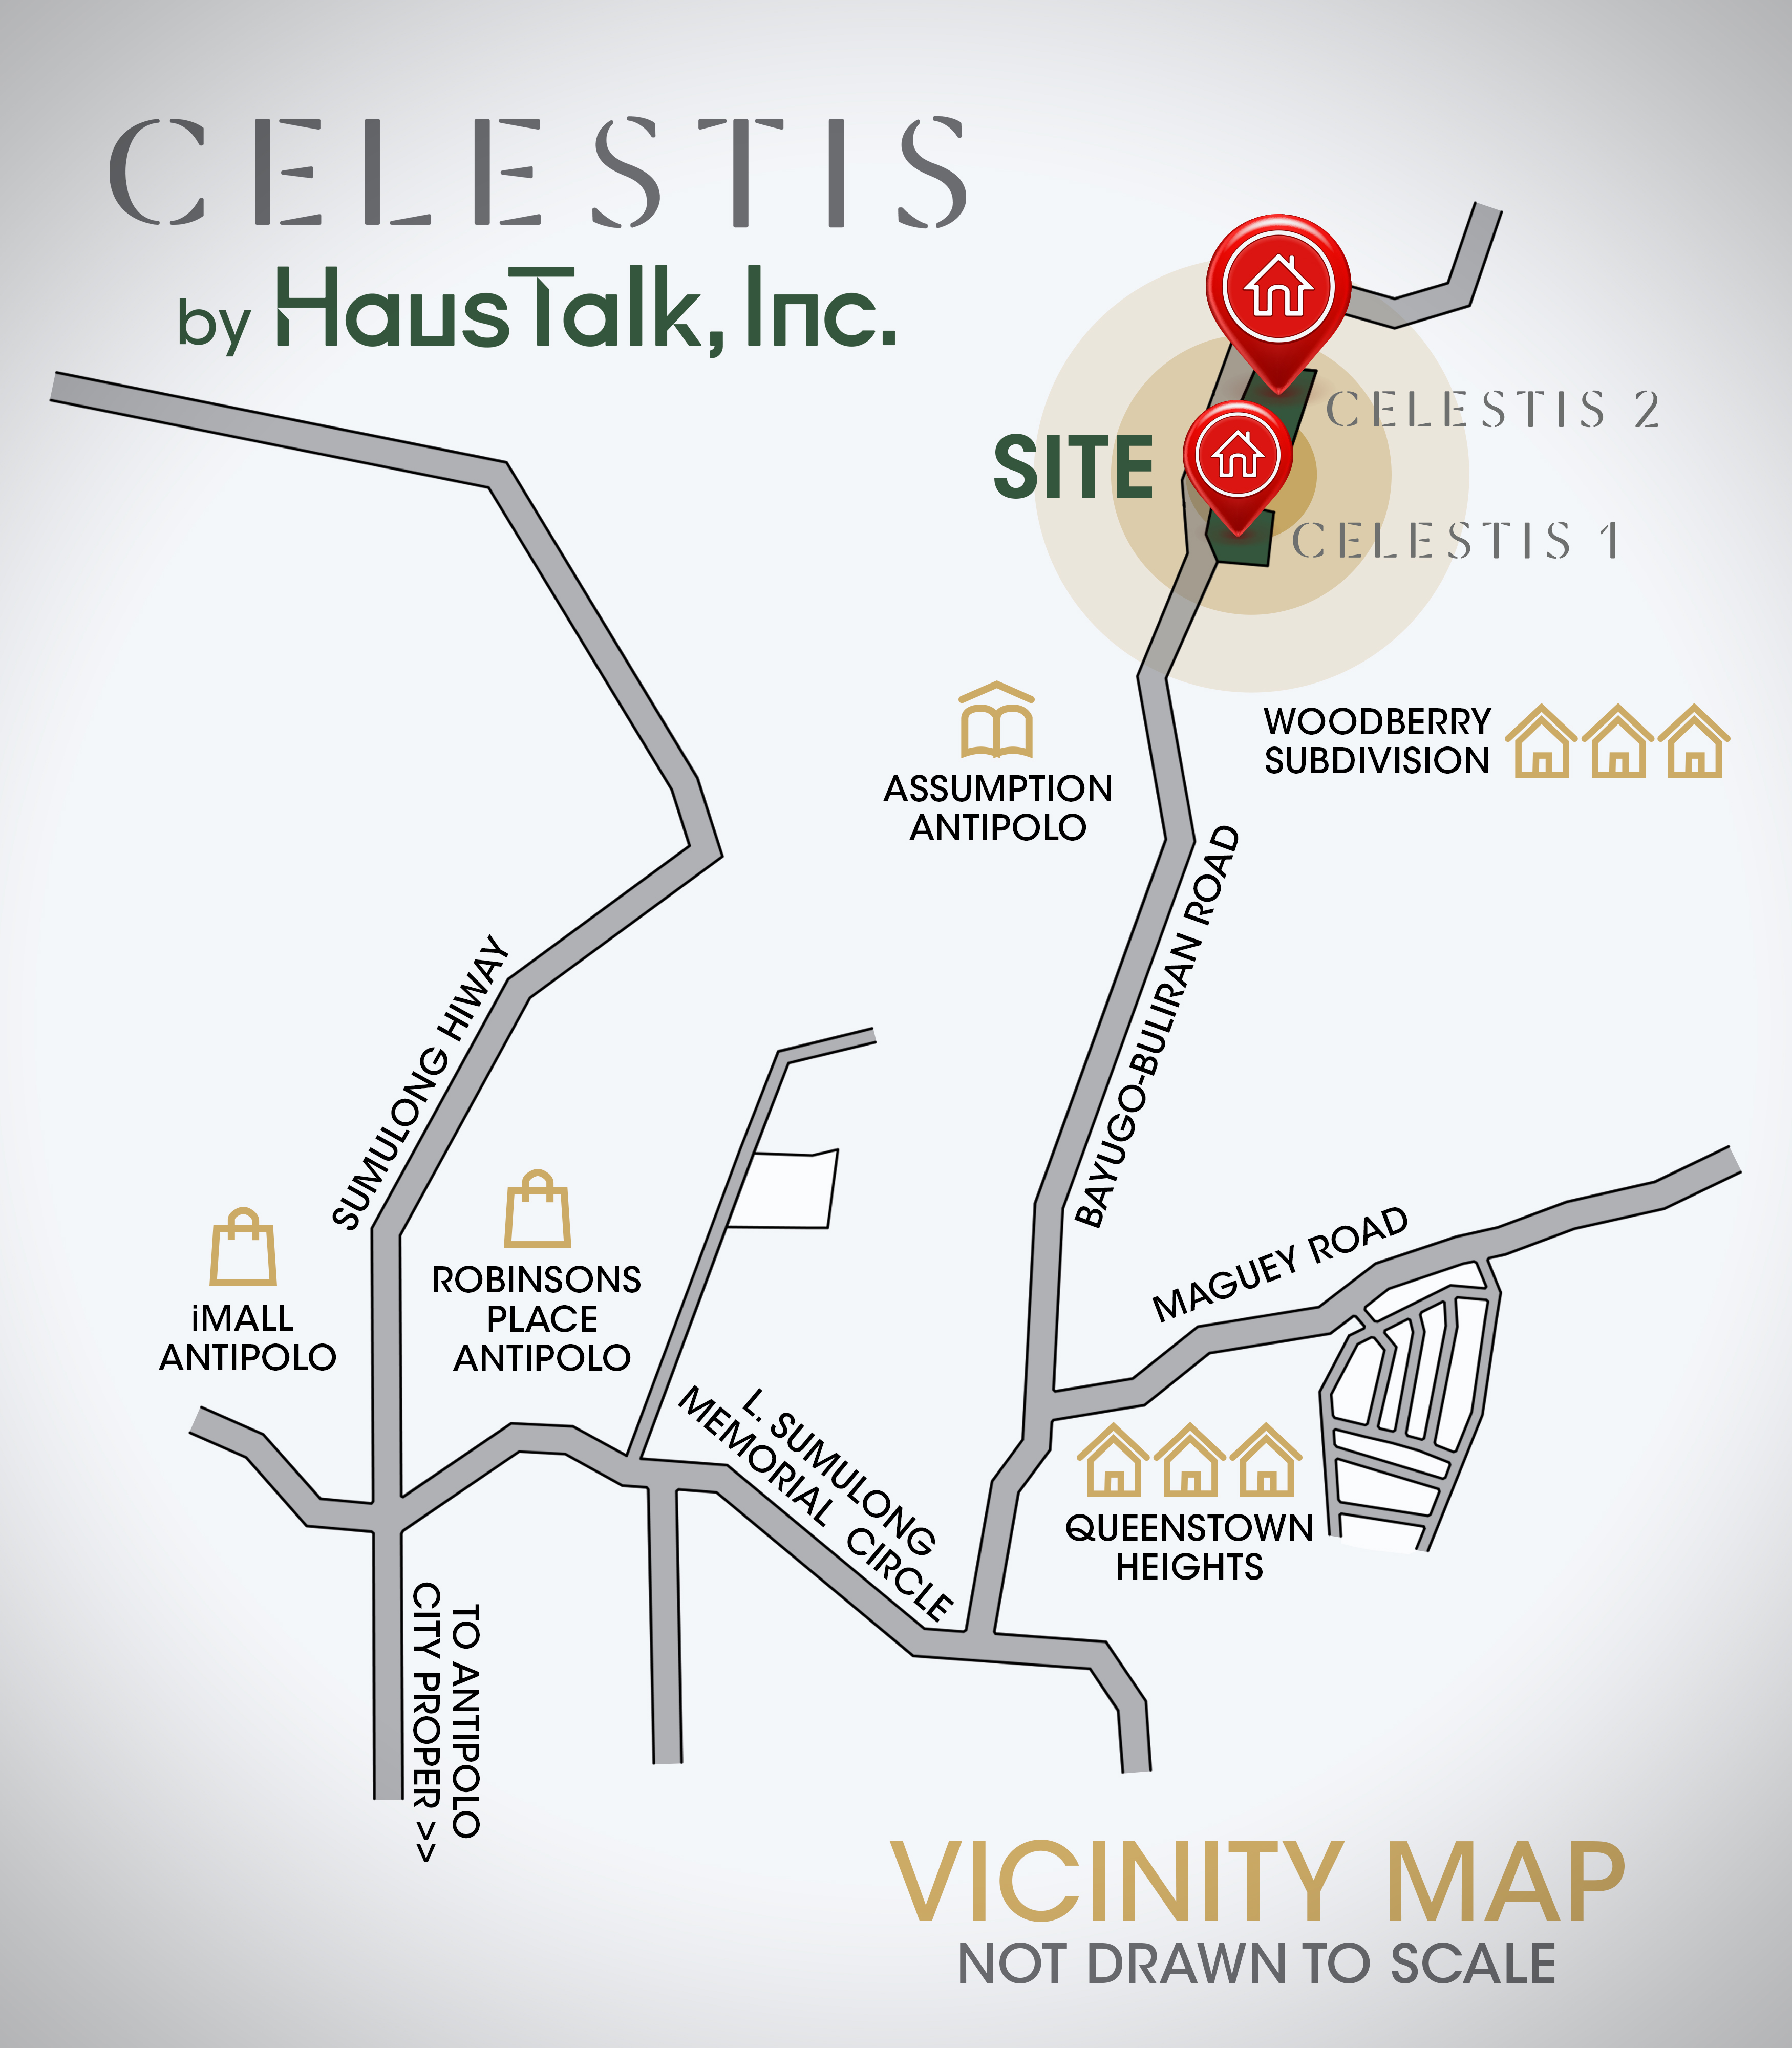 CELESTIS
by HausTalk, Inc.
CELESTIS 2
SITE
CELESTIS 1
WOODBERRY
SUBDIVISION
ASSUMPTION
ANTIPOLO
BAYUGO-BULIRAN ROAD
SUMULONG HIWAY
MAGUEY ROAD
iMALL
ANTIPOLO
ROBINSONS
PLACE
ANTIPOLO
L. SUMULONG
MEMORIAL CIRCLE
QUEENSTOWN
HEIGHTS
TO ANTIPOLO
CITY PROPER >>
VICINITY MAP
NOT DRAWN TO SCALE